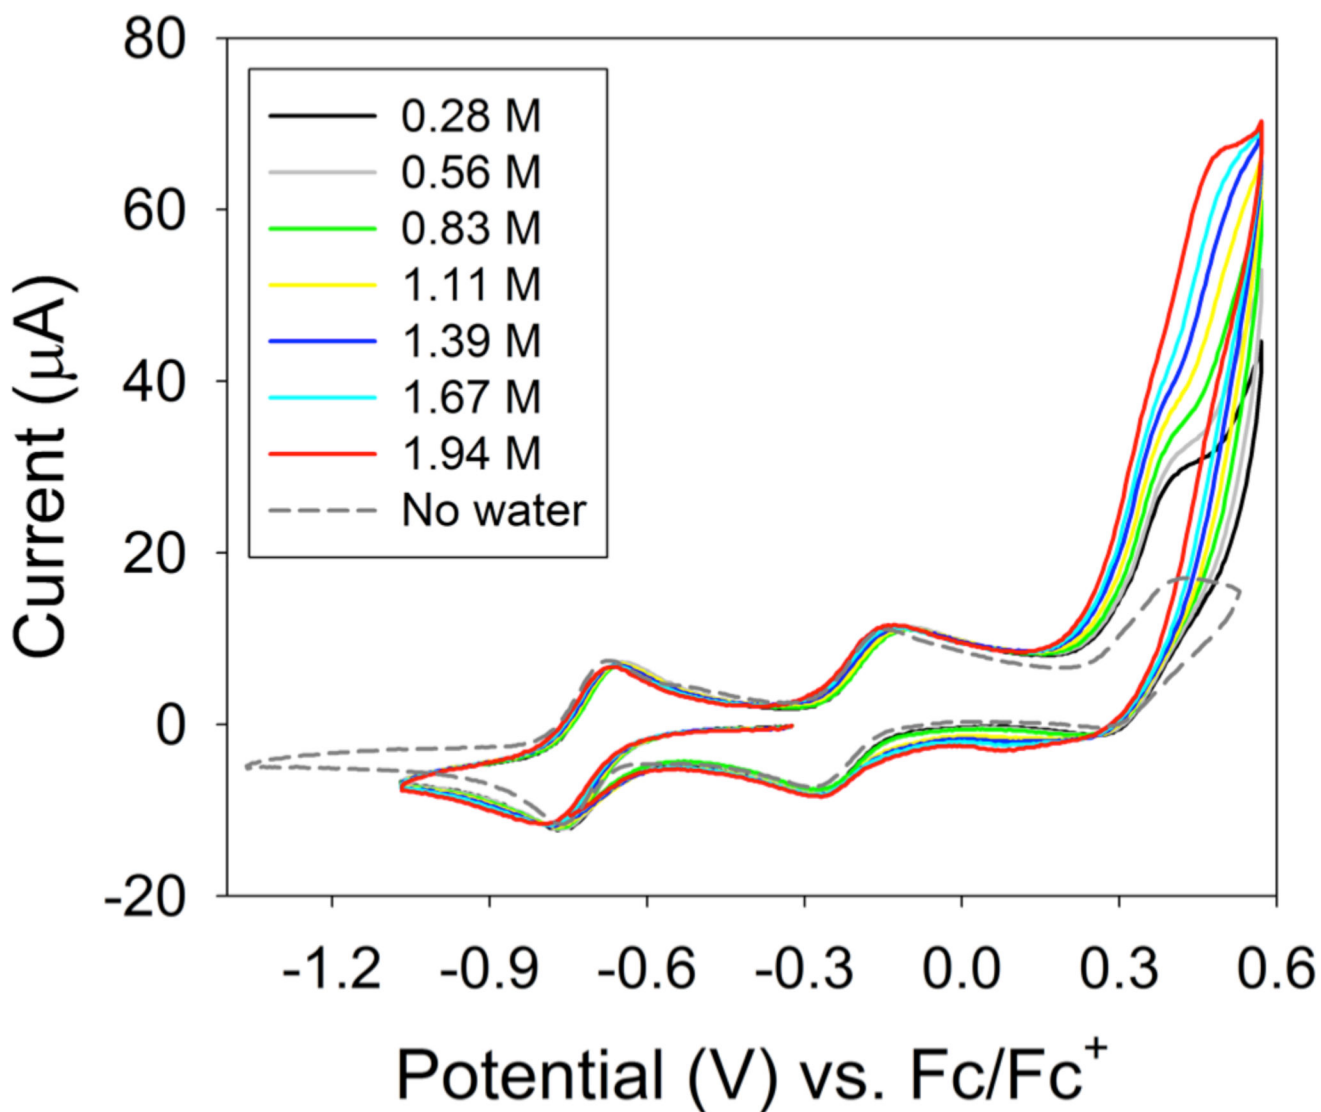 80
60
40
20
0
-20
Current (μA)
0.28 M
0.56 M
0.83 M
1.11 M
1.39 M
1.67 M
1.94 M
No water
-1.2 -0.9 -0.6 -0.3 0.0 0.3 0.6
Potential (V) vs. Fc/Fc⁺